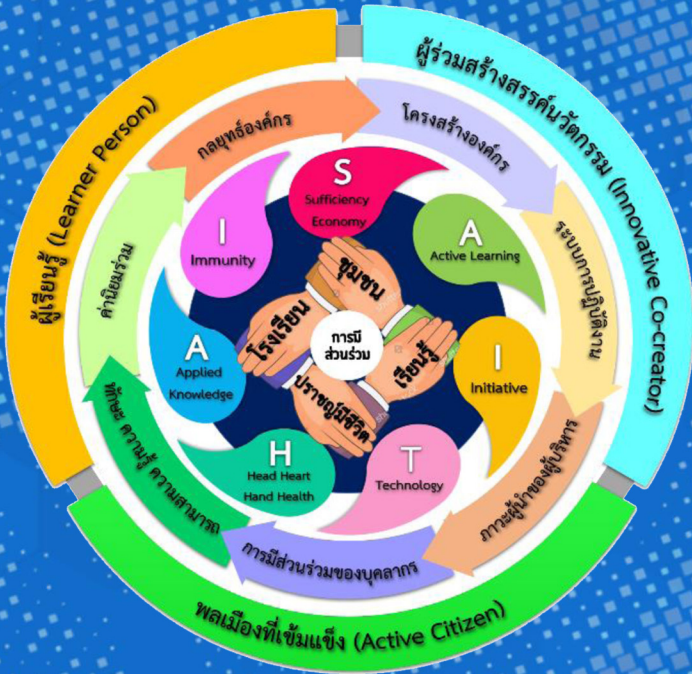 ผู้เรียนรู้ (Learner Person)
ผู้ร่วมสร้างสรรค์นวัตกรรม (Innovative Co-creator)
พลเมืองที่เข้มแข็ง (Active Citizen)
กลยุทธ์องค์กร
โครงสร้างองค์กร
ระบบการปฏิบัติงาน
ภาวะผู้นำของผู้บริหาร
การมีส่วนร่วมของบุคลากร
ทักษะ ความรู้ ความสามารถ
ค่านิยมร่วม
S
Sufficiency
Economy
A
Active Learning
I
Initiative
T
Technology
H
Head Heart
Hand Health
A
Applied
Knowledge
I
Immunity
ชุมชน
เรียนรู้
ปราชญ์มีชีวิต
โรงเรียน
การมี
ส่วนร่วม